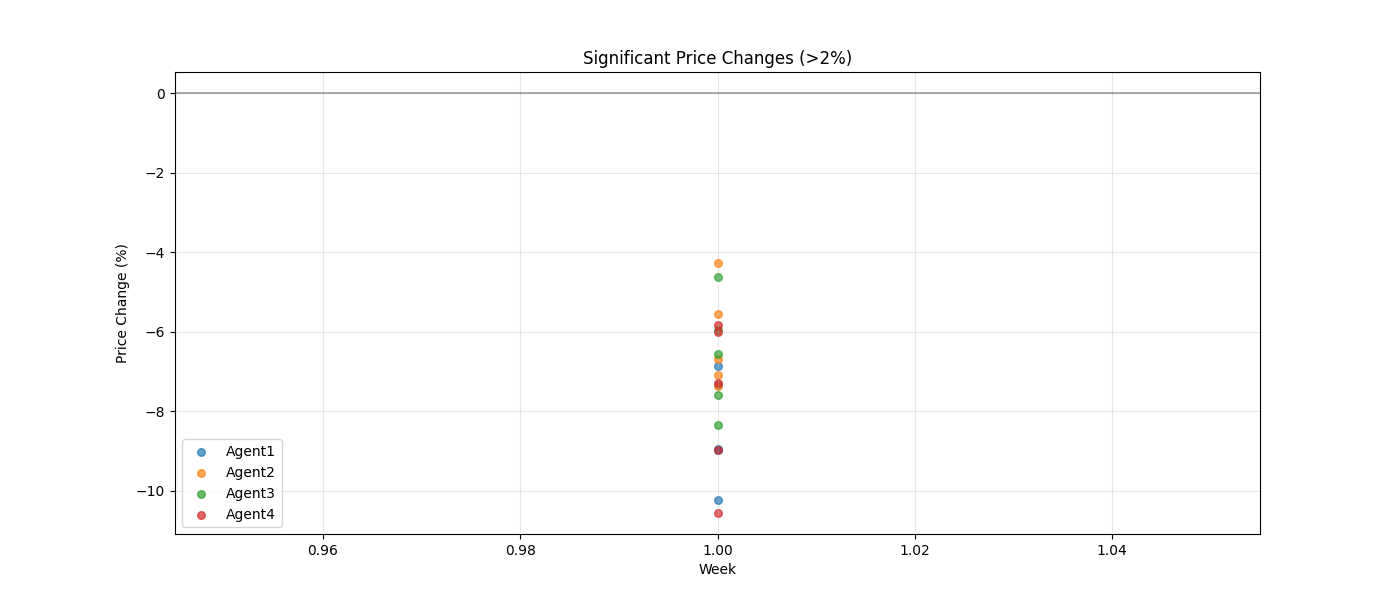 Significant Price Changes (>2%)
Price Change (%)
0
−2
−4
−6
−8
−10
Agent1
Agent2
Agent3
Agent4
0.96
0.98
1.00
1.02
1.04
Week